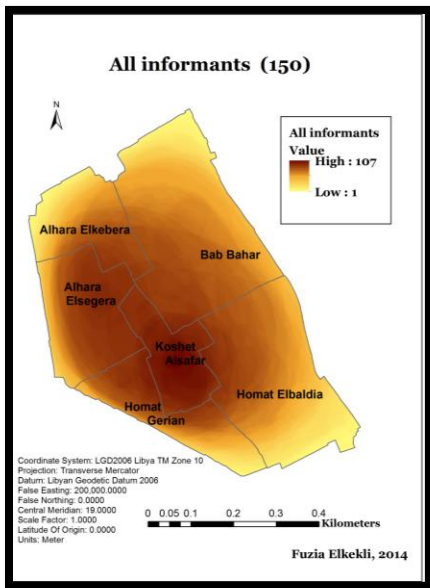 All informants (150)
N
All informants
Value
High : 107
Low : 1
Alhara Elkebera
Bab Bahar
Alhara
Elsegera
Koshet
Alsafar
Homat Elbaldia
Homat
Gerian
Coordinate System: LGD2006 Libya TM Zone 10
Projection: Transverse Mercator
Datum: Libyan Geodetic Datum 2006
False Easting: 200,000.0000
False Northing: 0.0000
Central Meridian: 19.0000
Scale Factor: 1.0000
Latitude Of Origin: 0.0000
Units: Meter
0 0.05 0.1 0.2 0.3 0.4
Kilometers
Fuzia Elkekli, 2014